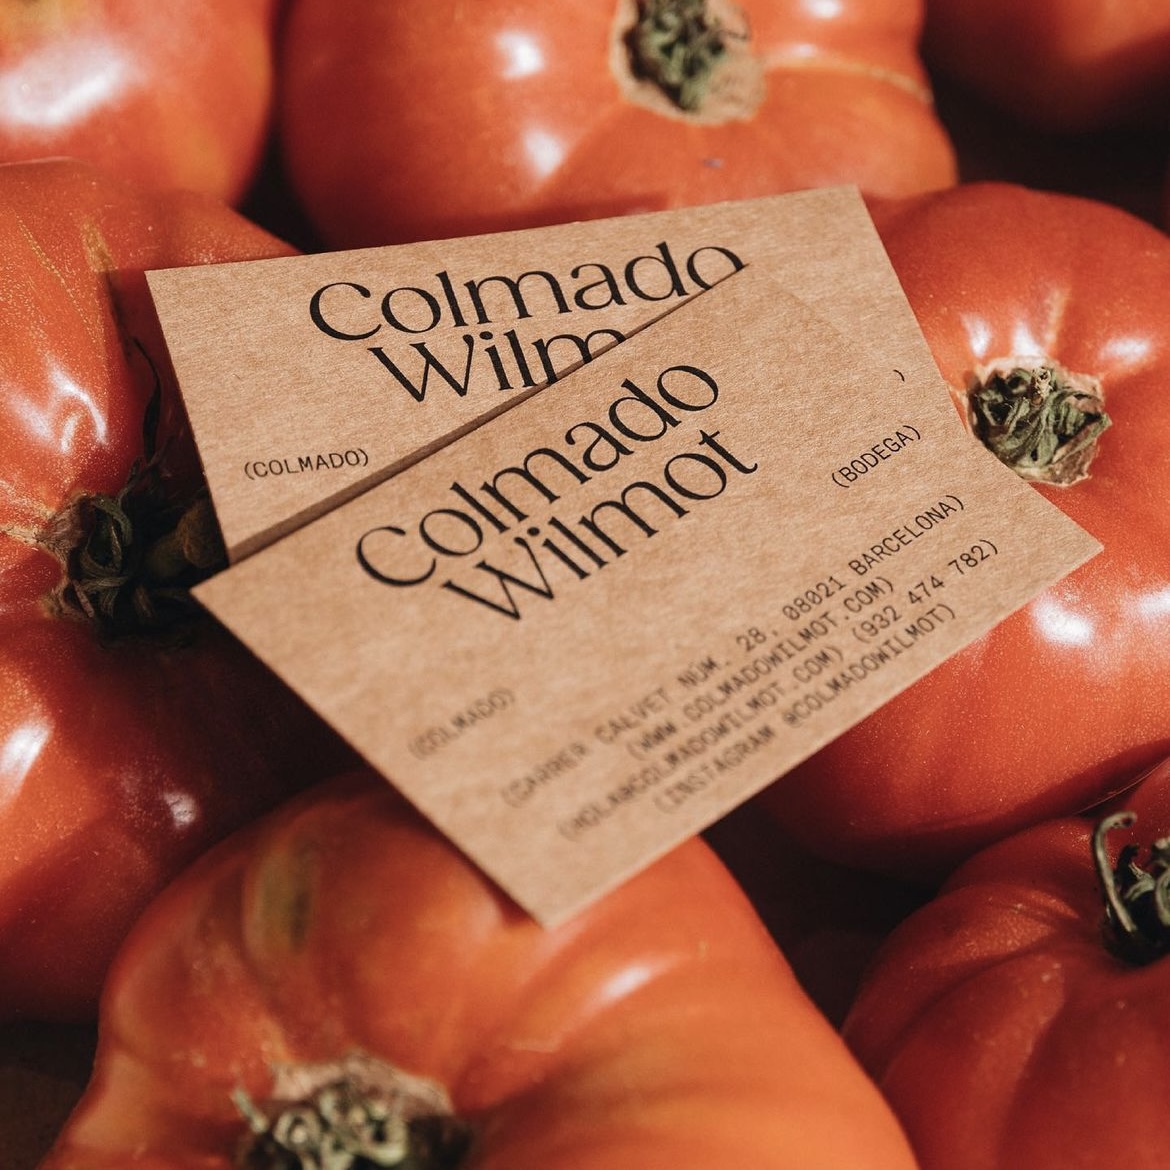 Colmado
Wilm
(COLMADO)
)
Colmado
Wilmot
(COLMADO)
(BODEGA)
(CARRER CALVET NÚM. 28, 08021 BARCELONA)
(WWW.COLMADOWILMOT.COM)
(HOLA@COLMADOWILMOT.COM) (932 474 782)
(INSTAGRAM @COLMADOWILMOT)